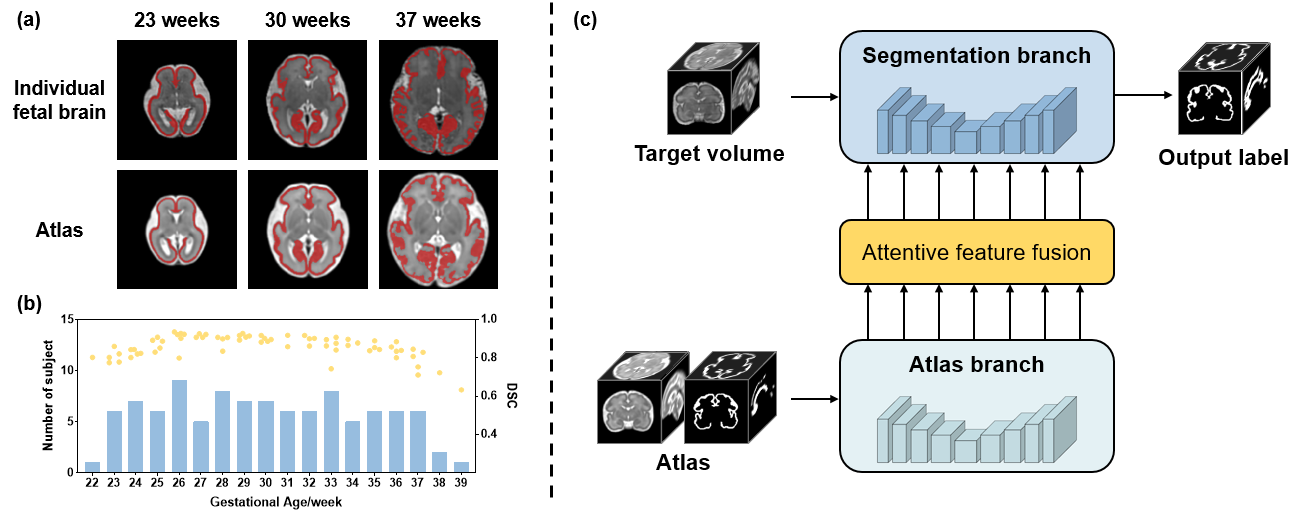 (a)
23 weeks
30 weeks
37 weeks
Individual
fetal brain
Atlas
(b)
15
10
5
0
Number of subject
1.0
0.8
0.6
0.4
DSC
22 23 24 25 26 27 28 29 30 31 32 33 34 35 36 37 38 39
Gestational Age/week
(c)
Segmentation branch
Target volume
Output label
Attentive feature fusion
Atlas branch
Atlas